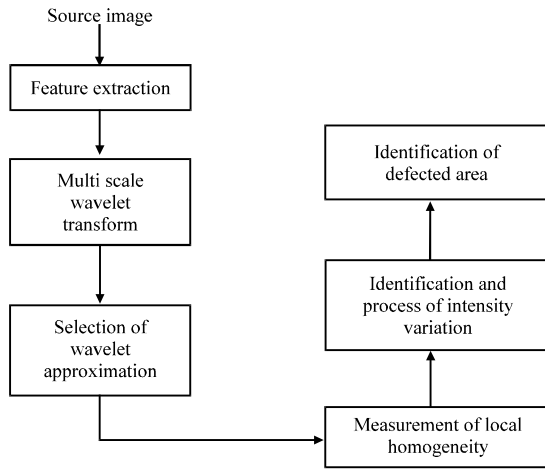 Source image
Feature extraction
Multi scale
wavelet
transform
Selection of
wavelet
approximation
Measurement of local
homogeneity
Identification and
process of intensity
variation
Identification of
defected area